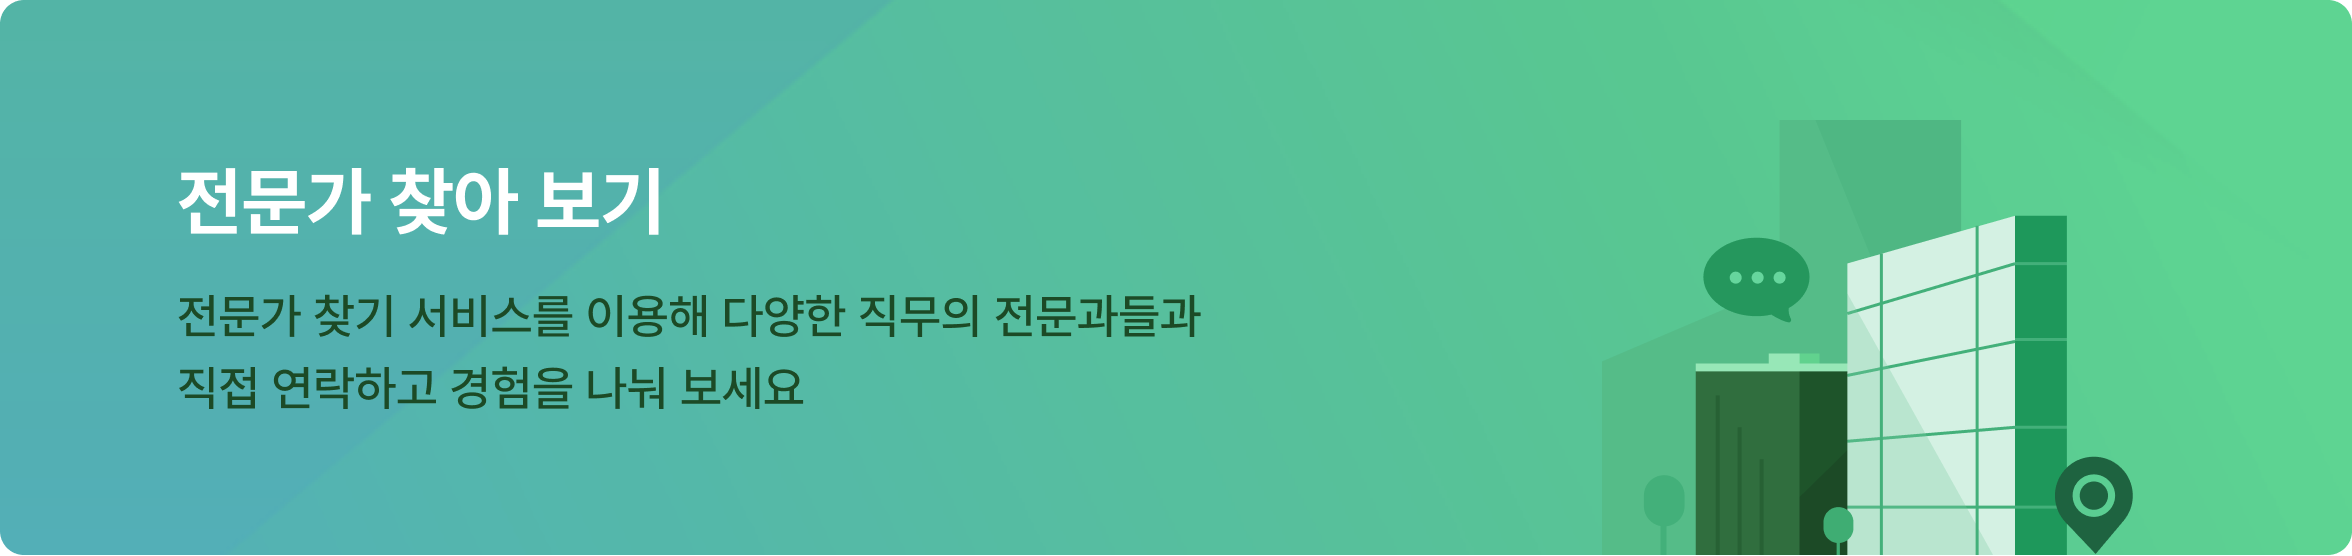 전문가 찾아 보기
전문가 찾기 서비스를 이용해 다양한 직무의 전문과들과
직접 연락하고 경험을 나눠 보세요